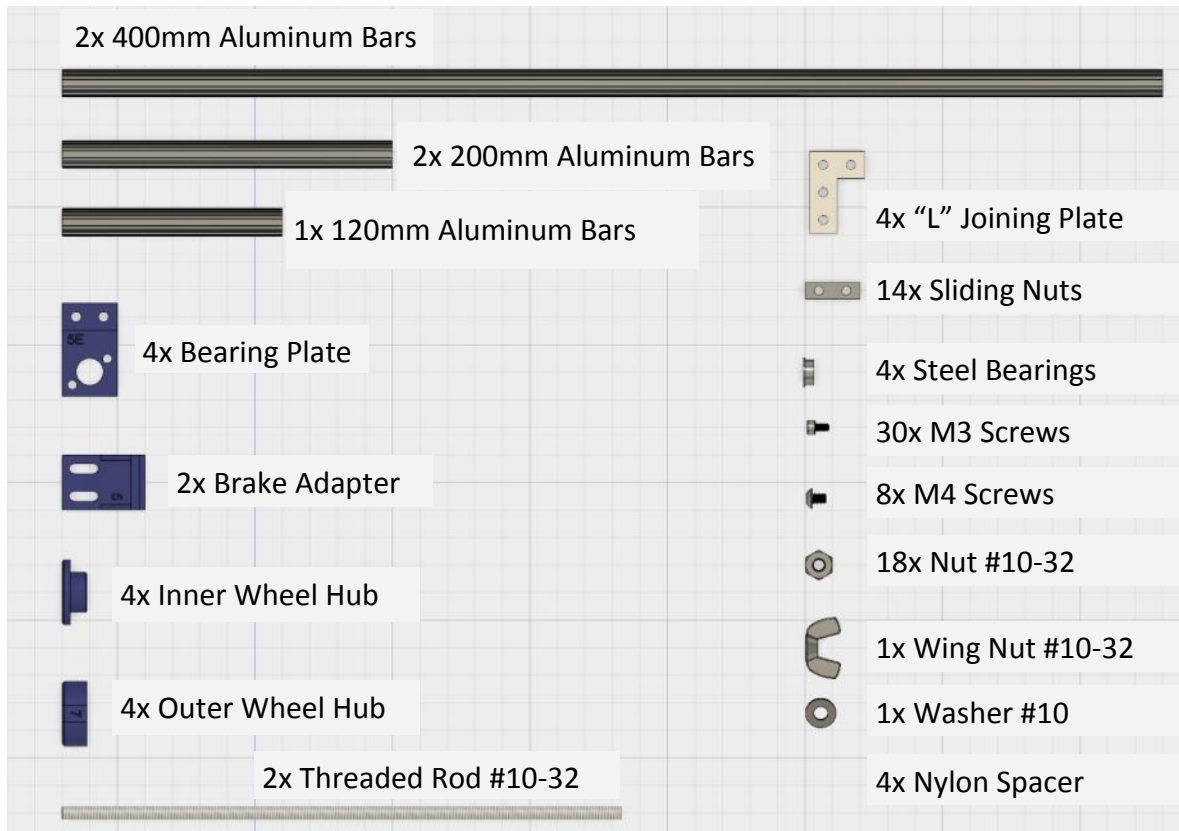 2x 400mm Aluminum Bars
2x 200mm Aluminum Bars
1x 120mm Aluminum Bars
5E
4x Bearing Plate
5
2x Brake Adapter
4x Inner Wheel Hub
7
4x Outer Wheel Hub
2x Threaded Rod #10-32
4x “L” Joining Plate
14x Sliding Nuts
4x Steel Bearings
30x M3 Screws
8x M4 Screws
18x Nut #10-32
1x Wing Nut #10-32
1x Washer #10
4x Nylon Spacer